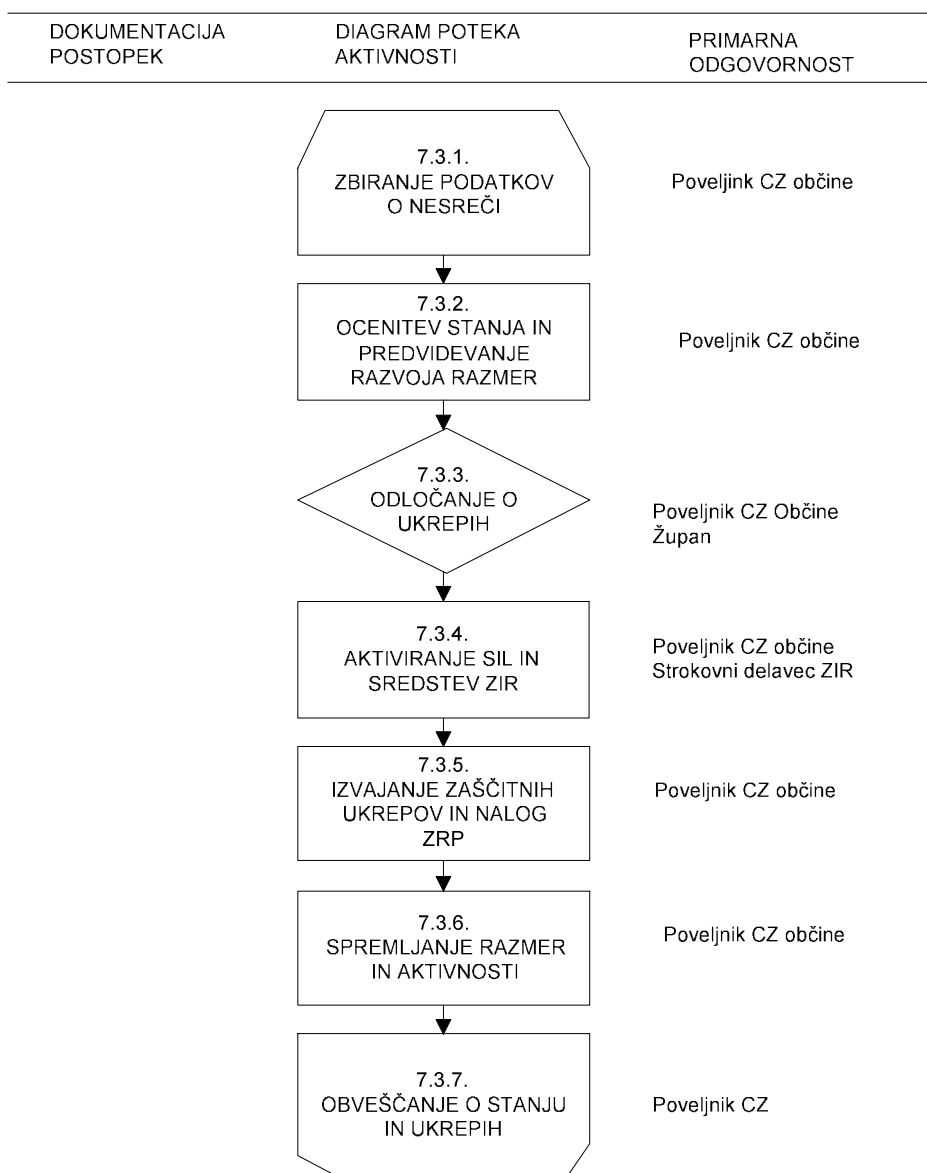 DOKUMENTACIJA
POSTOPEK
DIAGRAM POTEKA
AKTIVNOSTI
PRIMARNA
ODGOVORNOST
7.3.1.
ZBIRANJE PODATKOV
O NESREČI
Poveljink CZ občine
7.3.2.
OCENITEV STANJA IN
PREDVIDEVANJE
RAZVOJA RAZMER
Poveljnik CZ občine
7.3.3.
ODLOČANJE O
UKREPIH
Poveljnik CZ Občine
Župan
7.3.4.
AKTIVIRANJE SIL IN
SREDSTEV ZIR
Poveljnik CZ občine
Strokovni delavec ZIR
7.3.5.
IZVAJANJE ZAŠČITNIH
UKREPOV IN NALOG
ZRP
Poveljnik CZ občine
7.3.6.
SPREMLJANJE RAZMER
IN AKTIVNOSTI
Poveljnik CZ občine
7.3.7.
OBVEŠČANJE O STANJU
IN UKREPIH
Poveljnik CZ